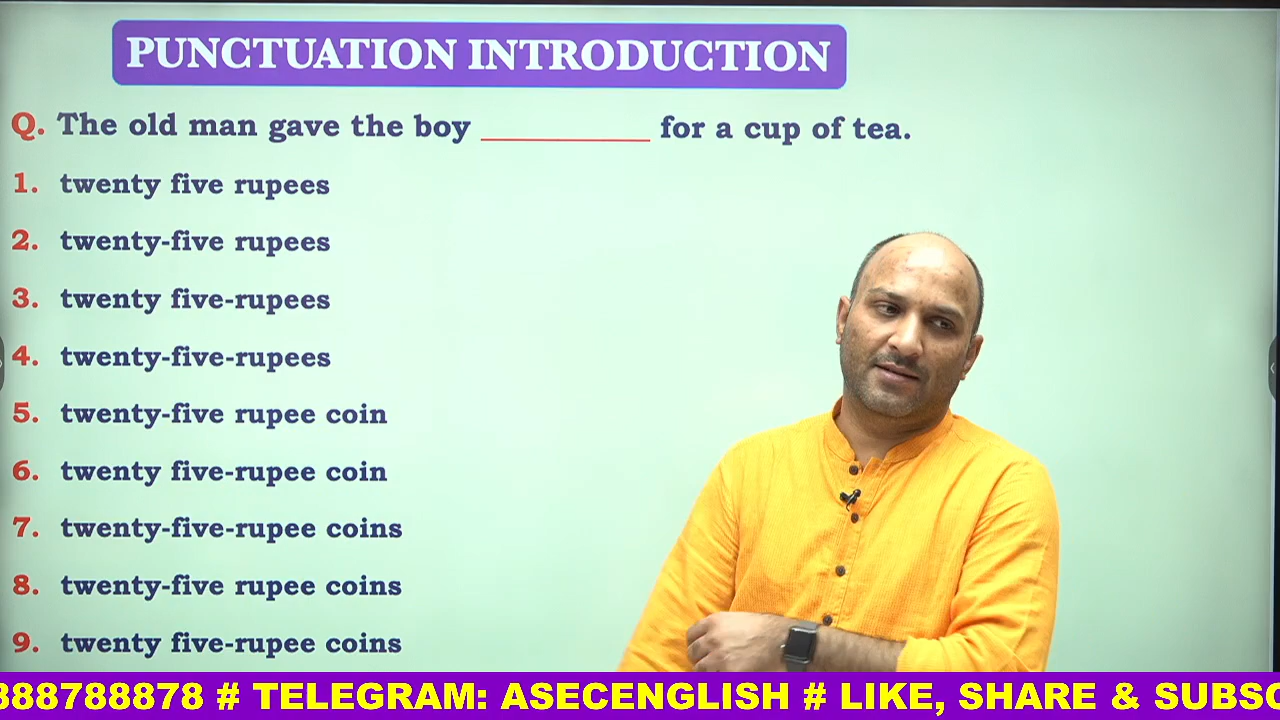 PUNCTUATION INTRODUCTION
Q. The old man gave the boy __________ for a cup of tea.
1. twenty five rupees
2. twenty-five rupees
3. twenty five-rupees
4. twenty-five-rupees
5. twenty-five rupee coin
6. twenty five-rupee coin
7. twenty-five-rupee coins
8. twenty-five rupee coins
9. twenty five-rupee coins
888788878 # TELEGRAM: ASECENGLISH # LIKE, SHARE &